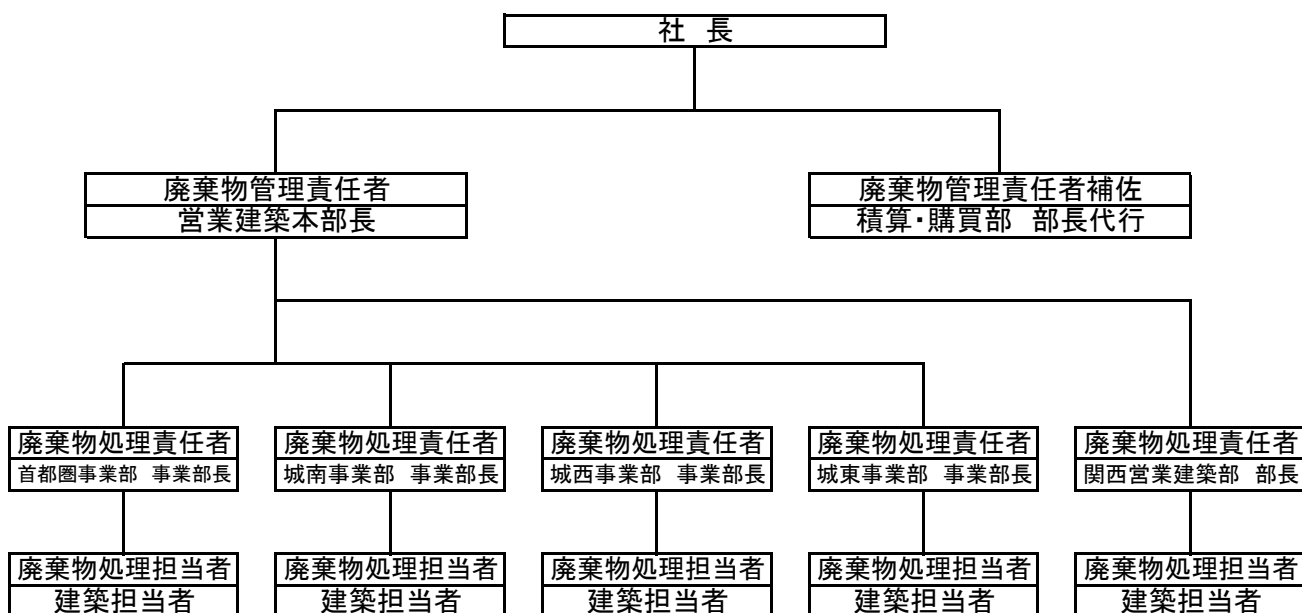 社 長
廃棄物管理責任者
営業建築本部長
廃棄物管理責任者補佐
積算・購買部 部長代行
廃棄物処理責任者
首都圏事業部 事業部長
廃棄物処理責任者
城南事業部 事業部長
廃棄物処理責任者
城西事業部 事業部長
廃棄物処理責任者
城東事業部 事業部長
廃棄物処理責任者
関西営業建築部 部長
廃棄物処理担当者
建築担当者
廃棄物処理担当者
建築担当者
廃棄物処理担当者
建築担当者
廃棄物処理担当者
建築担当者
廃棄物処理担当者
建築担当者